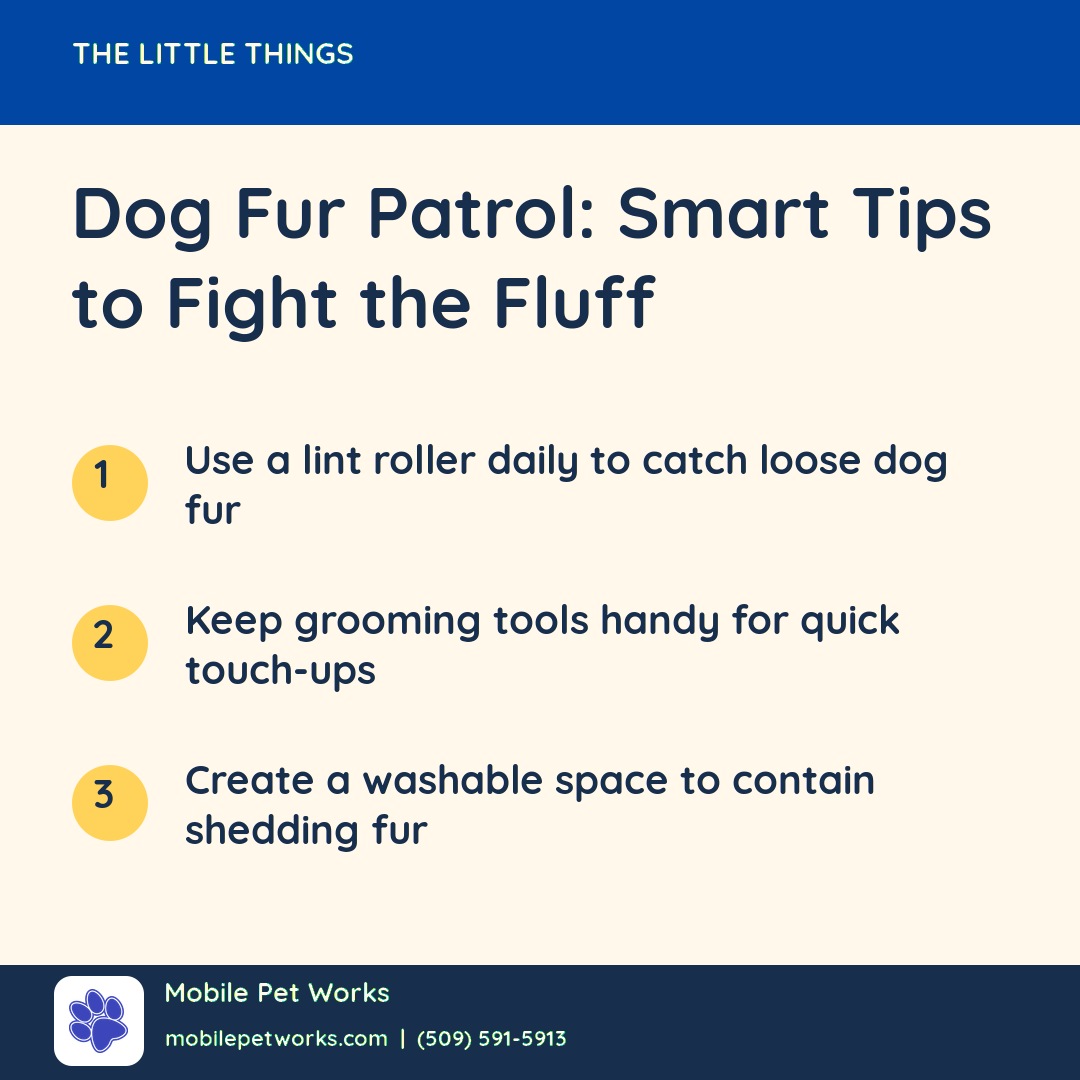 THE LITTLE THINGS
Dog Fur Patrol: Smart Tips
to Fight the Fluff
1
Use a lint roller daily to catch loose dog
fur
2
Keep grooming tools handy for quick
touch-ups
3
Create a washable space to contain
shedding fur
Mobile Pet Works
mobilepetworks.com | (509) 591-5913